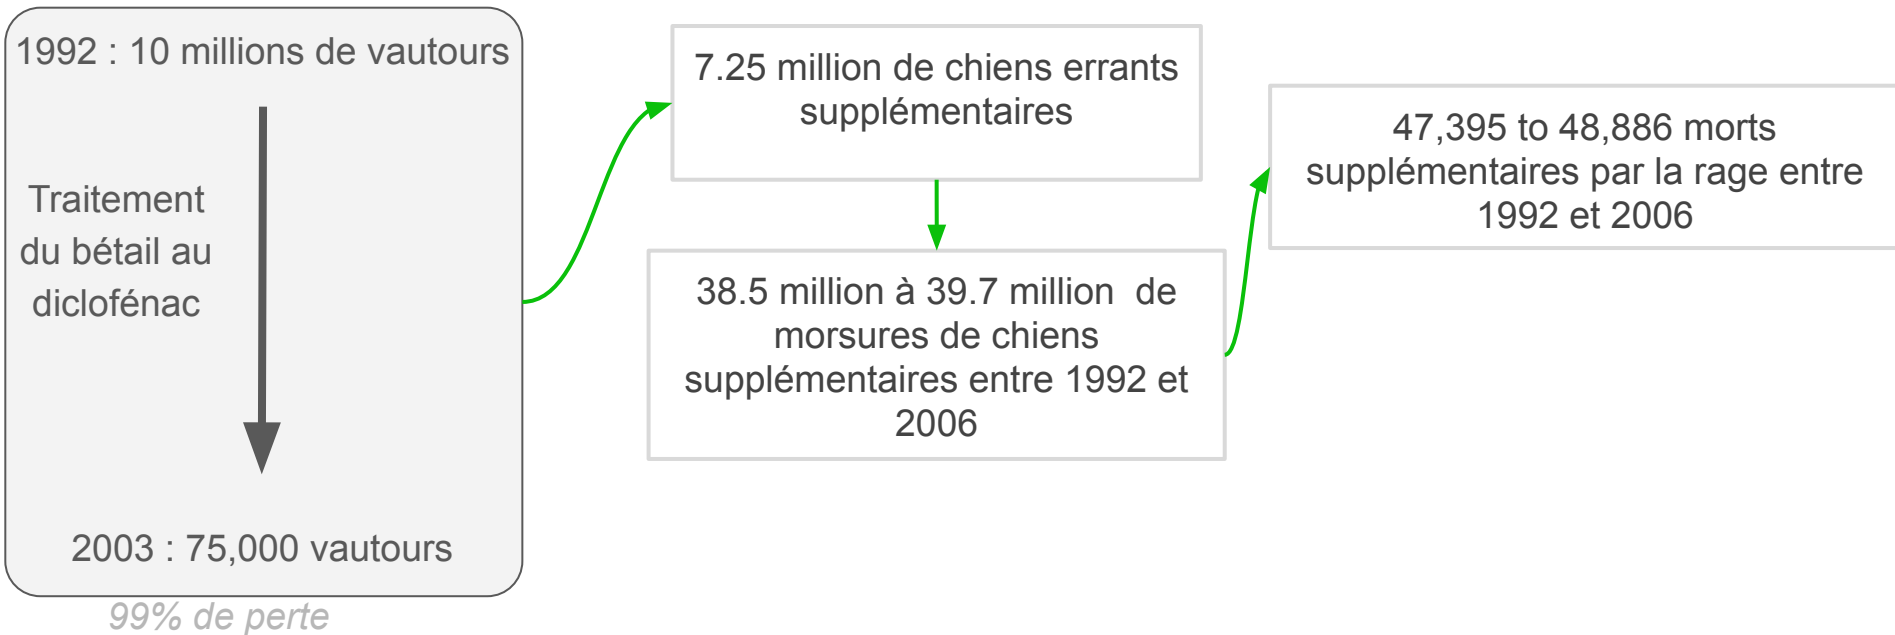 1992 : 10 millions de vautours
Traitement
du bétail au
diclofénac
2003 : 75,000 vautours
99% de perte
7.25 million de chiens errants
supplémentaires
38.5 million à 39.7 million de
morsures de chiens
supplémentaires entre 1992 et
2006
47,395 to 48,886 morts
supplémentaires par la rage entre
1992 et 2006